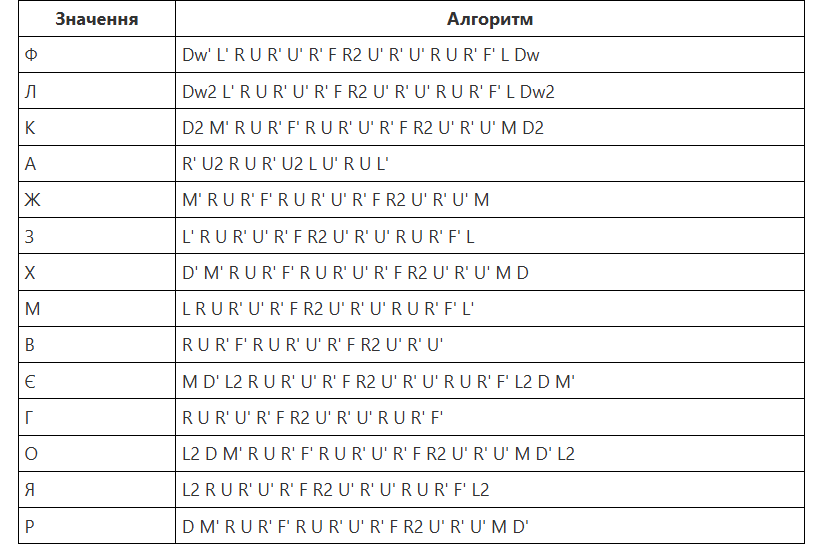 Значення Алгоритм
Ф Dw' L' R U R' U' R' F R2 U' R' U' R U R' F' L Dw
Л Dw2 L' R U R' U' R' F R2 U' R' U' R U R' F' L Dw2
К D2 M' R U R' F' R U R' U' R' F R2 U' R' U' M D2
А R' U2 R U R' U2 L U' R U L'
Ж M' R U R' F' R U R' U' R' F R2 U' R' U' M
З L' R U R' U' R' F R2 U' R' U' R U R' F' L
Х D' M' R U R' F' R U R' U' R' F R2 U' R' U' M D
М L R U R' U' R' F R2 U' R' U' R U R' F' L'
В R U R' F' R U R' U' R' F R2 U' R' U'
Є M D' L2 R U R' U' R' F R2 U' R' U' R U R' F' L2 D M'
Г R U R' U' R' F R2 U' R' U' R U R' F'
О L2 D M' R U R' F' R U R' U' R' F R2 U' R' U' M D' L2
Я L2 R U R' U' R' F R2 U' R' U' R U R' F' L2
Р D M' R U R' F' R U R' U' R' F R2 U' R' U' M D'